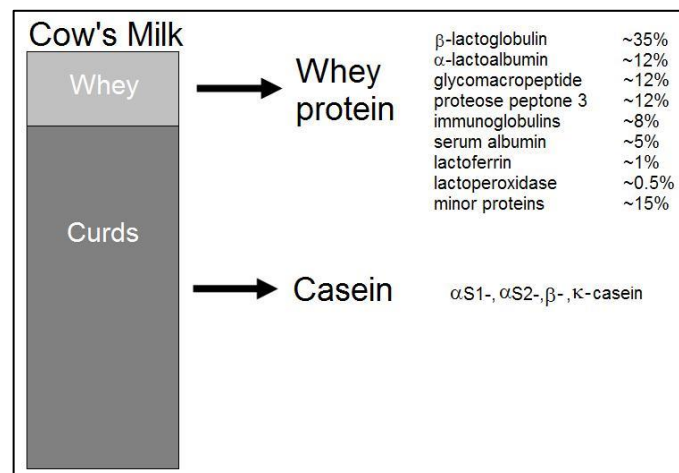 Cow's Milk
Whey
Curds
Whey
protein
β-lactoglobulin ~35%
α-lactoalbumin ~12%
glycomacropeptide ~12%
proteose peptone 3 ~12%
immunoglobulins ~8%
serum albumin ~5%
lactoferrin ~1%
lactoperoxidase ~0.5%
minor proteins ~15%
Casein
αS1-, αS2-,β-,κ-casein